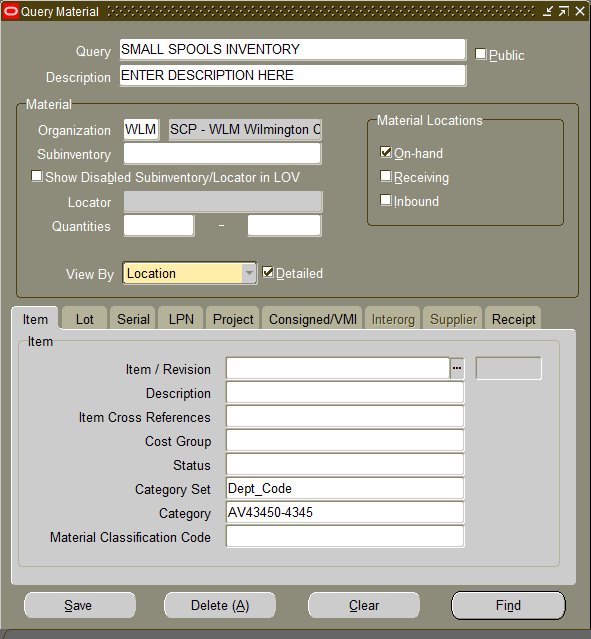 Query Material
Query SMALL SPOOLS INVENTORY
Public
Description ENTER DESCRIPTION HERE
Material
Organization WLM SCP - WLM Wilmington C
Material Locations
Subinventory
On-hand
Show Disabled Subinventory/Locator in LOV
Receiving
Locator
Inbound
Quantities -
View By Location Detailed
Item Lot Serial LPN Project Consigned/VMI Interorg Supplier Receipt
Item
Item / Revision ...
Description
Item Cross References
Cost Group
Status
Category Set Dept_Code
Category AV43450-4345
Material Classification Code
Save Delete (A) Clear Find